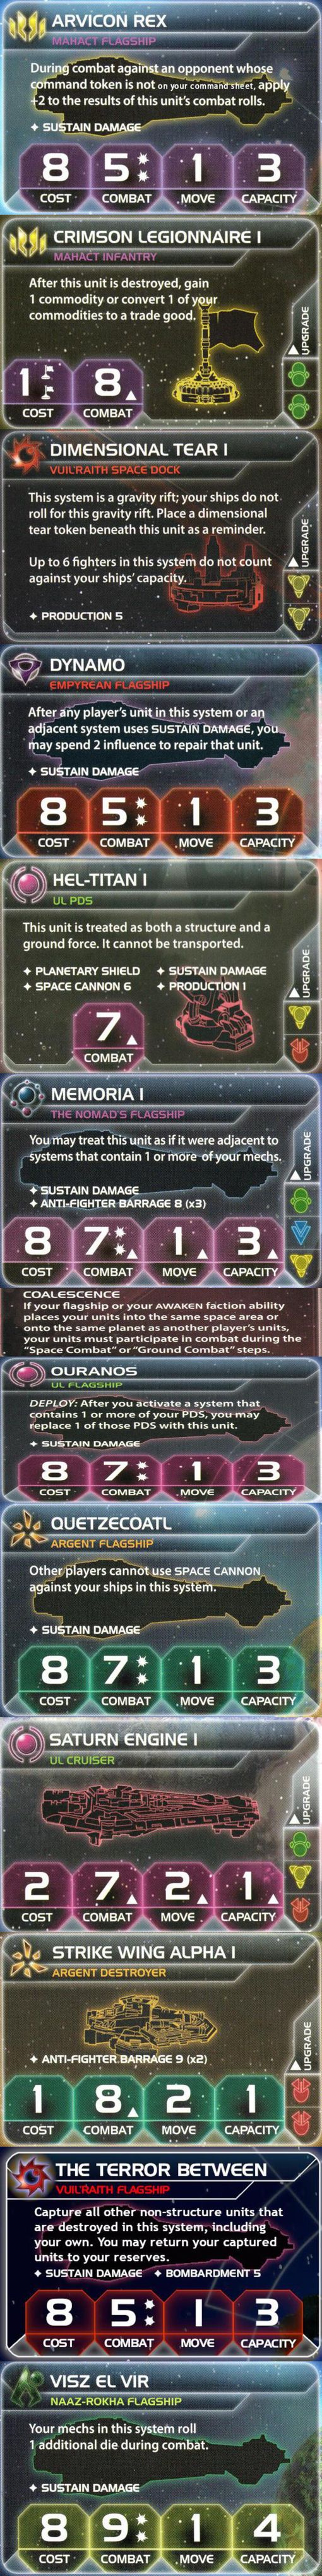 ARVICON REX
MAHACT FLAGSHIP
During combat against an opponent whose
command token is not on your command sheet, apply
+2 to the results of this unit's combat rolls.
✦ SUSTAIN DAMAGE
8 5 1 3
COST COMBAT MOVE CAPACITY
CRIMSON LEGIONNAIRE I
MAHACT INFANTRY
After this unit is destroyed, gain
1 commodity or convert 1 of your
commodities to a trade good.
▲ UPGRADE
1 8▲
COST COMBAT
DIMENSIONAL TEAR I
VUIL'RAITH SPACE DOCK
This system is a gravity rift; your ships do not
roll for this gravity rift. Place a dimensional
tear token beneath this unit as a reminder.
Up to 6 fighters in this system do not count
against your ships' capacity.
▲ UPGRADE
✦ PRODUCTION 5
DYNAMO
EMPYREAN FLAGSHIP
After any player's unit in this system or an
adjacent system uses SUSTAIN DAMAGE, you
may spend 2 influence to repair that unit.
✦ SUSTAIN DAMAGE
8 5 1 3
COST COMBAT MOVE CAPACITY
HEL-TITAN I
UL PDS
This unit is treated as both a structure and a
ground force. It cannot be transported.
✦ PLANETARY SHIELD ✦ SUSTAIN DAMAGE
✦ SPACE CANNON 6 ✦ PRODUCTION 1
▲ UPGRADE
7▲
COMBAT
MEMORIA I
THE NOMAD'S FLAGSHIP
You may treat this unit as if it were adjacent to
systems that contain 1 or more of your mechs.
▲ UPGRADE
✦ SUSTAIN DAMAGE
✦ ANTI-FIGHTER BARRAGE 8 (x3)
8 7▲ 1▲ 3▲
COST COMBAT MOVE CAPACITY
COALESCENCE
If your flagship or your AWAKEN faction ability
places your units into the same space area or
onto the same planet as another player's units,
your units must participate in combat during the
"Space Combat" or "Ground Combat" steps.
OURANOS
UL FLAGSHIP
DEPLOY: After you activate a system that
contains 1 or more of your PDS, you may
replace 1 of those PDS with this unit.
✦ SUSTAIN DAMAGE
8 7 1 3
COST COMBAT MOVE CAPACITY
QUETZECOATL
ARGENT FLAGSHIP
Other players cannot use SPACE CANNON
against your ships in this system.
✦ SUSTAIN DAMAGE
8 7 1 3
COST COMBAT MOVE CAPACITY
SATURN ENGINE I
UL CRUISER
▲ UPGRADE
2 7▲ 2▲ 1▲
COST COMBAT MOVE CAPACITY
STRIKE WING ALPHA I
ARGENT DESTROYER
▲ UPGRADE
✦ ANTI-FIGHTER BARRAGE 9 (x2)
1 8▲ 2 1
COST COMBAT MOVE CAPACITY
THE TERROR BETWEEN
VUIL'RAITH FLAGSHIP
Capture all other non-structure units that
are destroyed in this system, including
your own. You may return your captured
units to your reserves.
✦ SUSTAIN DAMAGE ✦ BOMBARDMENT 5
8 5 1 3
COST COMBAT MOVE CAPACITY
VISZ EL VIR
NAAZ-ROKHA FLAGSHIP
Your mechs in this system roll
1 additional die during combat.
✦ SUSTAIN DAMAGE
8 9 1 4
COST COMBAT MOVE CAPACITY